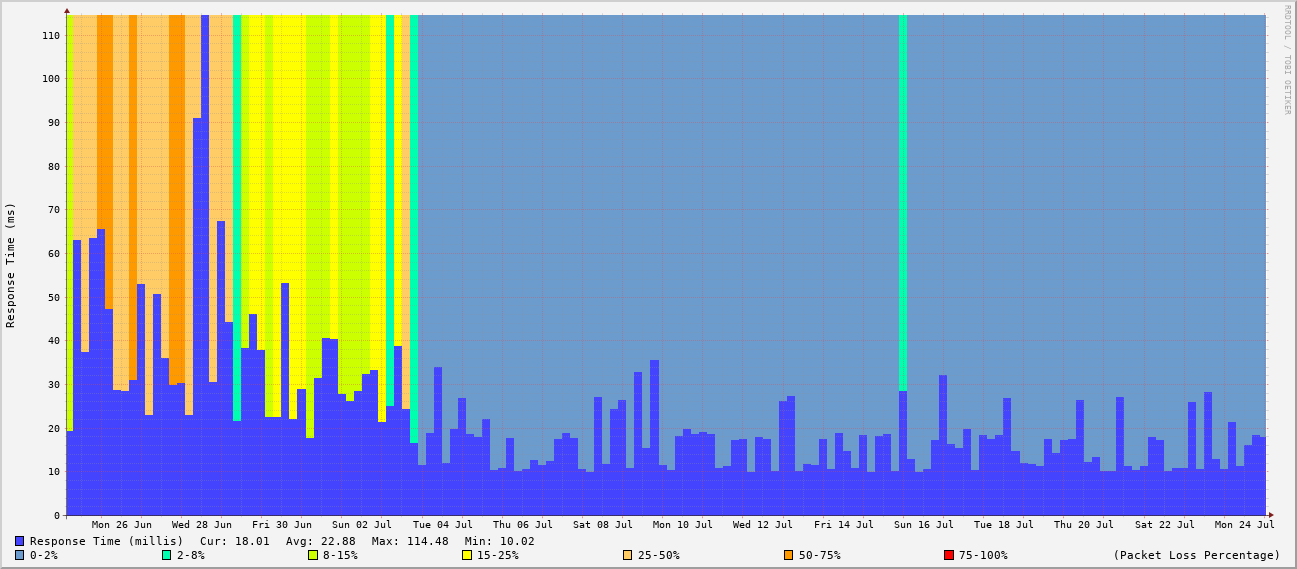 RRDTOOL / TOBI OETIKER
Response Time (ms)
110
100
90
80
70
60
50
40
30
20
10
0
Mon 26 Jun Wed 28 Jun Fri 30 Jun Sun 02 Jul Tue 04 Jul Thu 06 Jul Sat 08 Jul Mon 10 Jul Wed 12 Jul Fri 14 Jul Sun 16 Jul Tue 18 Jul Thu 20 Jul Sat 22 Jul Mon 24 Jul
Response Time (millis) Cur: 18.01 Avg: 22.88 Max: 114.48 Min: 10.02
0-2% 2-8% 8-15% 15-25% 25-50% 50-75% 75-100% (Packet Loss Percentage)